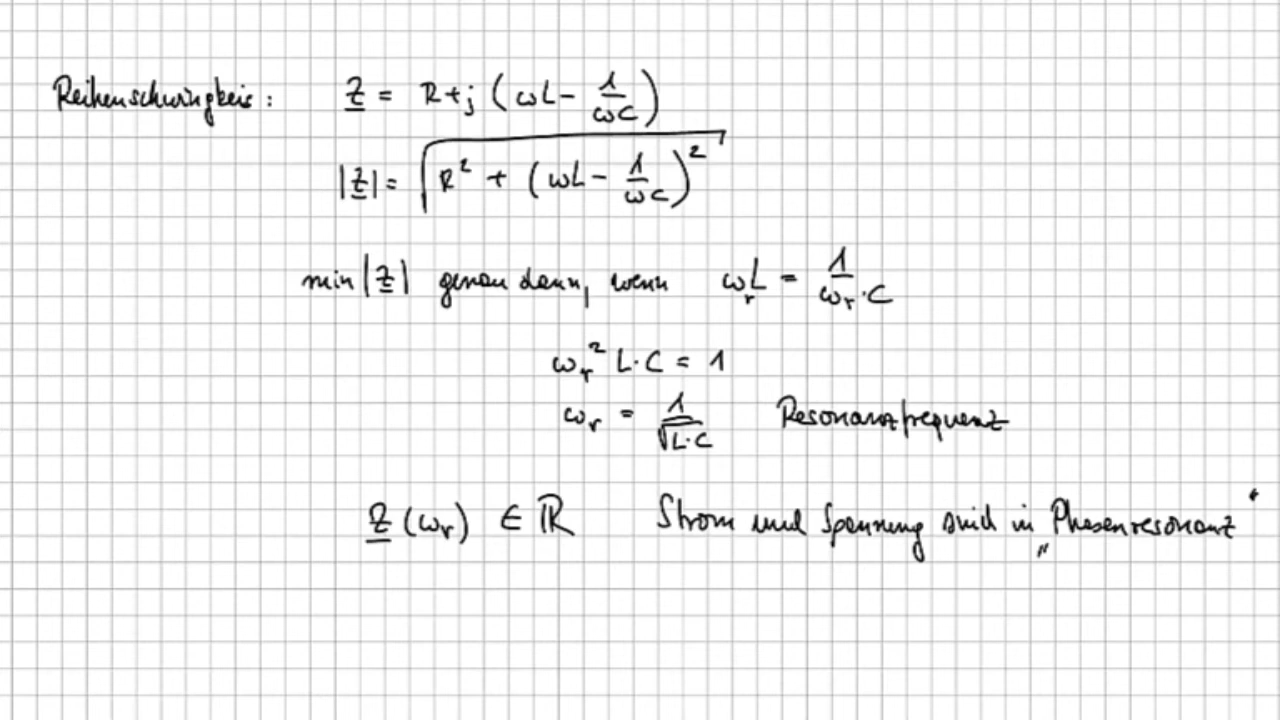 Reihenschwingkreis: Z = R+j (ωL - 1/ωC)
|Z| = √(R² + (ωL - 1/ωC)²)
min |Z| genau dann, wenn ωᵣL = 1/ωᵣ·C
ωᵣ² L·C = 1
ωᵣ = 1/√L·C Resonanzfrequenz
Z (ωᵣ) ∈ ℝ Strom und Spannung sind in „Phasenresonanz“